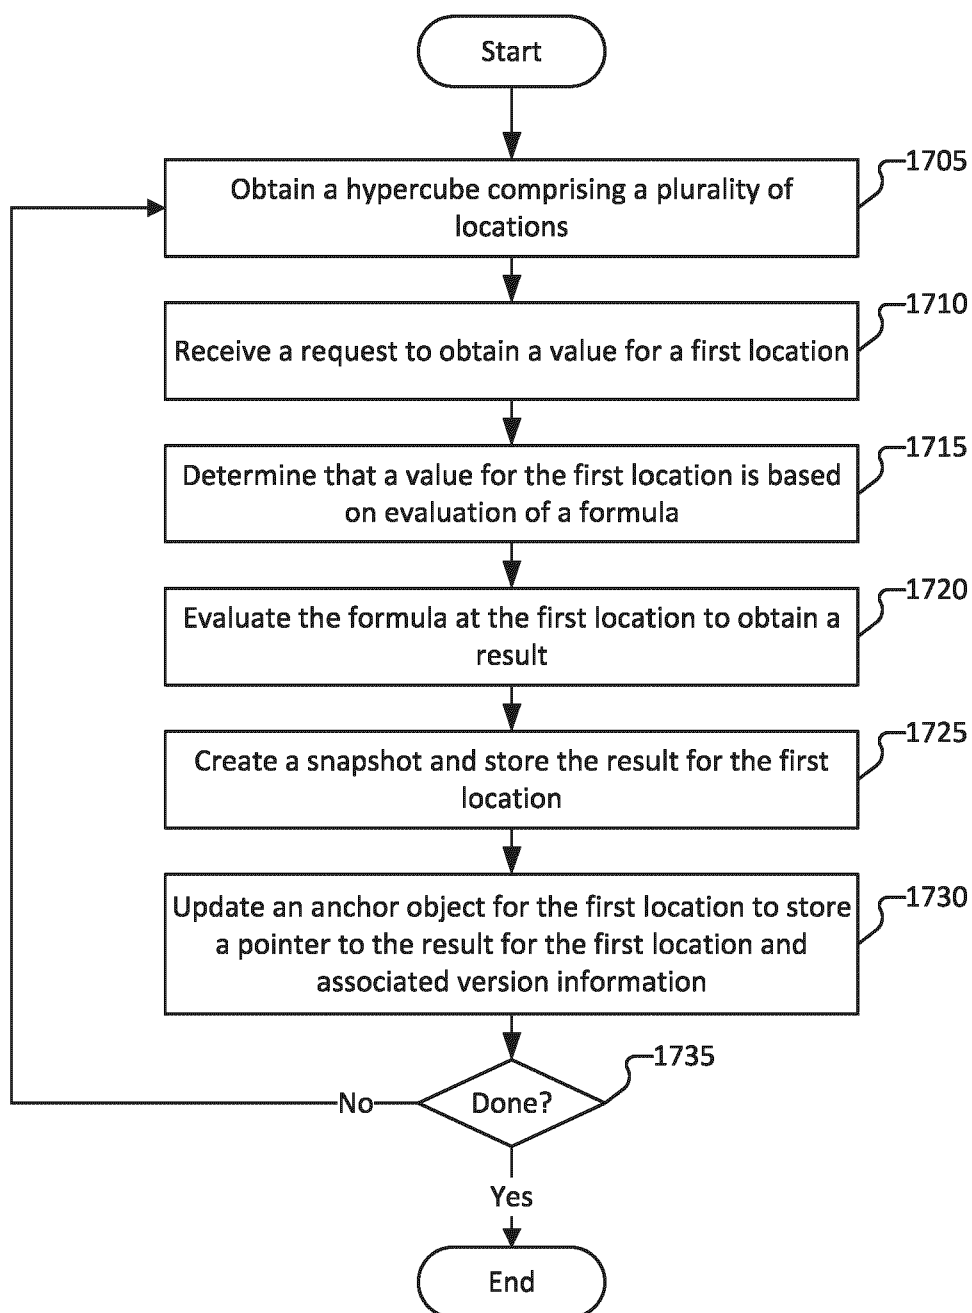 Start
1705
Obtain a hypercube comprising a plurality of
locations
1710
Receive a request to obtain a value for a first location
1715
Determine that a value for the first location is based
on evaluation of a formula
1720
Evaluate the formula at the first location to obtain a
result
1725
Create a snapshot and store the result for the first
location
1730
Update an anchor object for the first location to store
a pointer to the result for the first location and
associated version information
1735
Done?
No
Yes
End